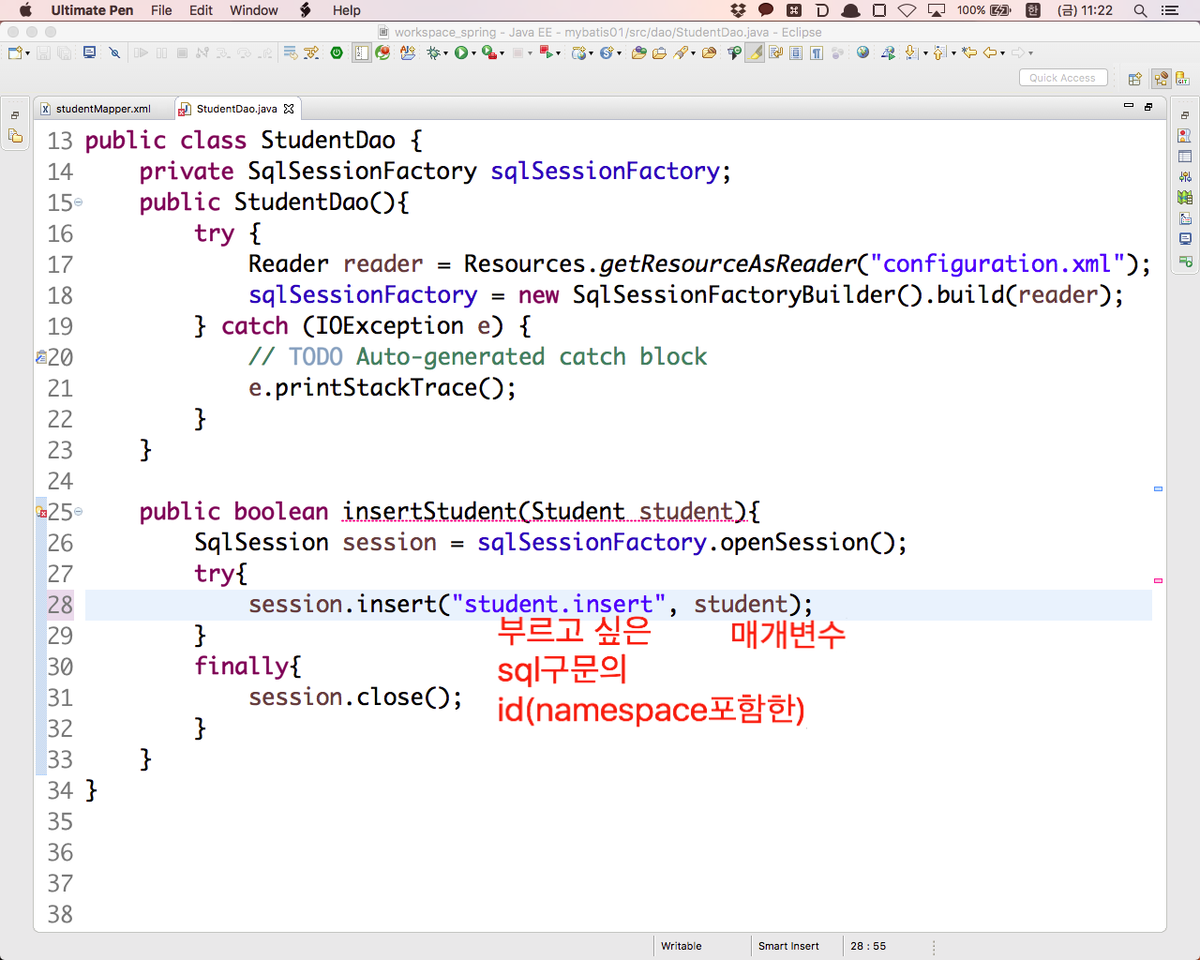 Ultimate Pen File Edit Window Help 100% 한 (금) 11:22
workspace_spring - Java EE - mybatis01/src/dao/StudentDao.java - Eclipse
Quick Access
studentMapper.xml StudentDao.java
13 public class StudentDao {
14 private SqlSessionFactory sqlSessionFactory;
15 public StudentDao(){
16 try {
17 Reader reader = Resources.getResourceAsReader("configuration.xml");
18 sqlSessionFactory = new SqlSessionFactoryBuilder().build(reader);
19 } catch (IOException e) {
20 // TODO Auto-generated catch block
21 e.printStackTrace();
22 }
23 }
24
25 public boolean insertStudent(Student student){
26 SqlSession session = sqlSessionFactory.openSession();
27 try{
28 session.insert("student.insert", student);
29 }
부르고 싶은 매개변수
30 finally{
sql구문의
31 session.close();
id(namespace포함한)
32 }
33 }
34 }
35
36
37
38
Writable Smart Insert 28 : 55